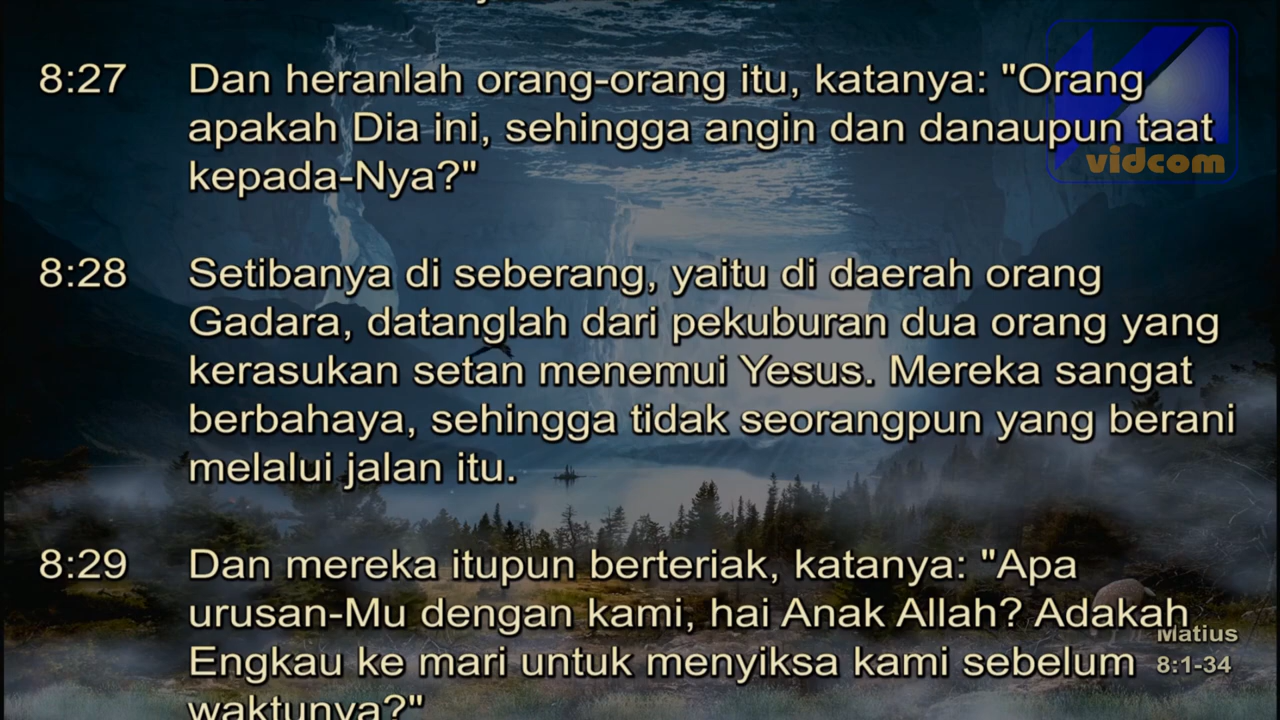 8:27 Dan heranlah orang-orang itu, katanya: "Orang
apakah Dia ini, sehingga angin dan danaupun taat
kepada-Nya?"
vidcom
8:28 Setibanya di seberang, yaitu di daerah orang
Gadara, datanglah dari pekuburan dua orang yang
kerasukan setan menemui Yesus. Mereka sangat
berbahaya, sehingga tidak seorangpun yang berani
melalui jalan itu.
8:29 Dan mereka itupun berteriak, katanya: "Apa
urusan-Mu dengan kami, hai Anak Allah? Adakah
Engkau ke mari untuk menyiksa kami sebelum
waktunya?"
Matius
8:1-34